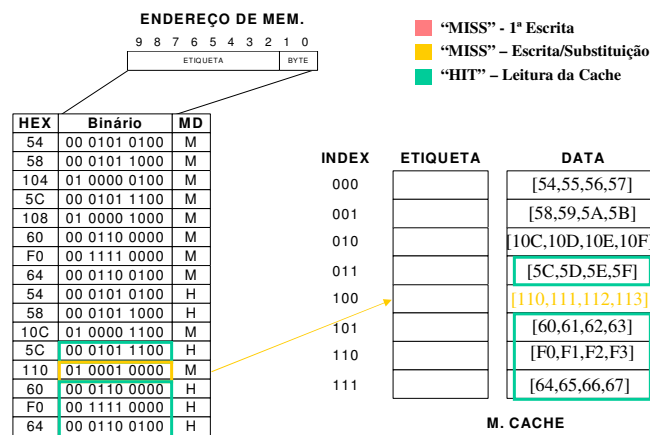 ENDEREÇO DE MEM.
9 8 7 6 5 4 3 2 1 0
ETIQUETA BYTE
"MISS" - 1ª Escrita
"MISS" – Escrita/Substituição
"HIT" – Leitura da Cache
HEX Binário MD
54 00 0101 0100 M
58 00 0101 1000 M
104 01 0000 0100 M
5C 00 0101 1100 M
108 01 0000 1000 M
60 00 0110 0000 M
F0 00 1111 0000 M
64 00 0110 0100 M
54 00 0101 0100 H
58 00 0101 1000 H
10C 01 0000 1100 M
5C 00 0101 1100 H
110 01 0001 0000 M
60 00 0110 0000 H
F0 00 1111 0000 H
64 00 0110 0100 H
INDEX ETIQUETA DATA
000 [54,55,56,57]
001 [58,59,5A,5B]
010 [10C,10D,10E,10F]
011 [5C,5D,5E,5F]
100 [110,111,112,113]
101 [60,61,62,63]
110 [F0,F1,F2,F3]
111 [64,65,66,67]
M. CACHE